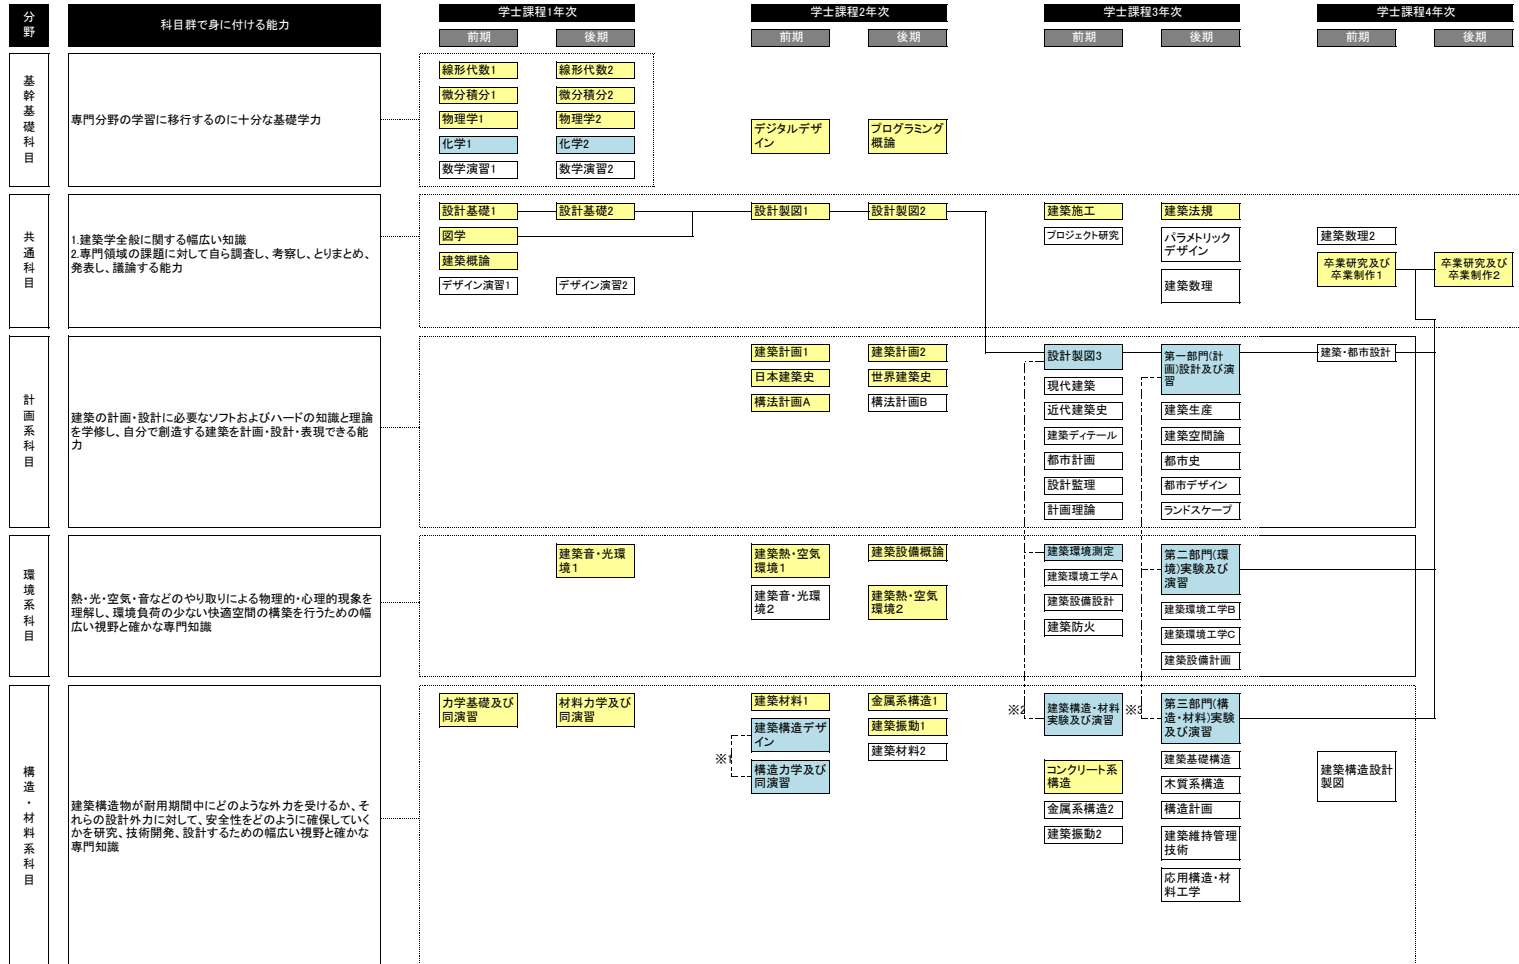 分
野
科目群で身に付ける能力
学士課程1年次
学士課程2年次
学士課程3年次
学士課程4年次
前期
後期
前期
後期
前期
後期
前期
後期
基
幹
基
礎
科
目
専門分野の学習に移行するのに十分な基礎学力
線形代数1
線形代数2
微分積分1
微分積分2
物理学1
物理学2
化学1
化学2
数学演習1
数学演習2
デジタルデザ
イン
プログラミング
概論
共
通
科
目
1.建築学全般に関する幅広い知識
2.専門領域の課題に対して自ら調査し、考察し、とりまとめ、
発表し、議論する能力
設計基礎1
設計基礎2
設計製図1
設計製図2
建築施工
建築法規
図学
プロジェクト研究
パラメトリック
デザイン
建築数理2
建築概論
卒業研究及び
卒業制作1
卒業研究及び
卒業制作2
デザイン演習1
デザイン演習2
建築数理
計
画
系
科
目
建築の計画・設計に必要なソフトおよびハードの知識と理論
を学修し、自分で創造する建築を計画・設計・表現できる能
力
建築計画1
建築計画2
設計製図3
第一部門(計
画)設計及び演
習
建築・都市設計
日本建築史
世界建築史
現代建築
構法計画A
構法計画B
近代建築史
建築生産
建築ディテール
建築空間論
都市計画
都市史
設計監理
都市デザイン
計画理論
ランドスケープ
環
境
系
科
目
熱・光・空気・音などのやり取りによる物理的・心理的現象を
理解し、環境負荷の少ない快適空間の構築を行うための幅
広い視野と確かな専門知識
建築音・光環
境1
建築熱・空気
環境1
建築設備概論
建築環境測定
第二部門(環
境)実験及び
演習
建築環境工学A
建築音・光環
境2
建築熱・空気
環境2
建築設備設計
建築環境工学B
建築防火
建築環境工学C
建築設備計画
構
造
・
材
料
系
科
目
建築構造物が耐用期間中にどのような外力を受けるか、そ
れらの設計外力に対して、安全性をどのように確保していく
かを研究、技術開発、設計するための幅広い視野と確かな
専門知識
力学基礎及び
同演習
材料力学及び
同演習
建築材料1
金属系構造1
※2
建築構造・材料
実験及び演習
※3
第三部門(構
造・材料)実験
及び演習
建築構造デザ
イン
建築振動1
※1
建築材料2
構造力学及び
同演習
コンクリート系
構造
建築基礎構造
建築構造設計
製図
木質系構造
金属系構造2
構造計画
建築振動2
建築維持管理
技術
応用構造・材
料工学